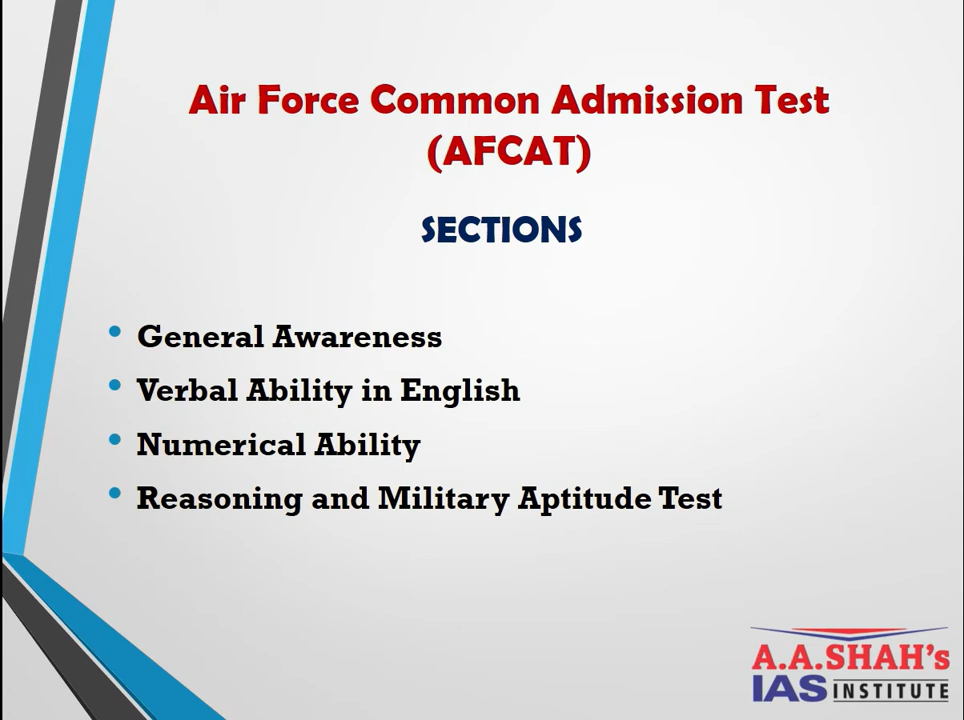 Air Force Common Admission Test
(AFCAT)
SECTIONS
• General Awareness
• Verbal Ability in English
• Numerical Ability
• Reasoning and Military Aptitude Test
A.A.SHAH's
IAS INSTITUTE